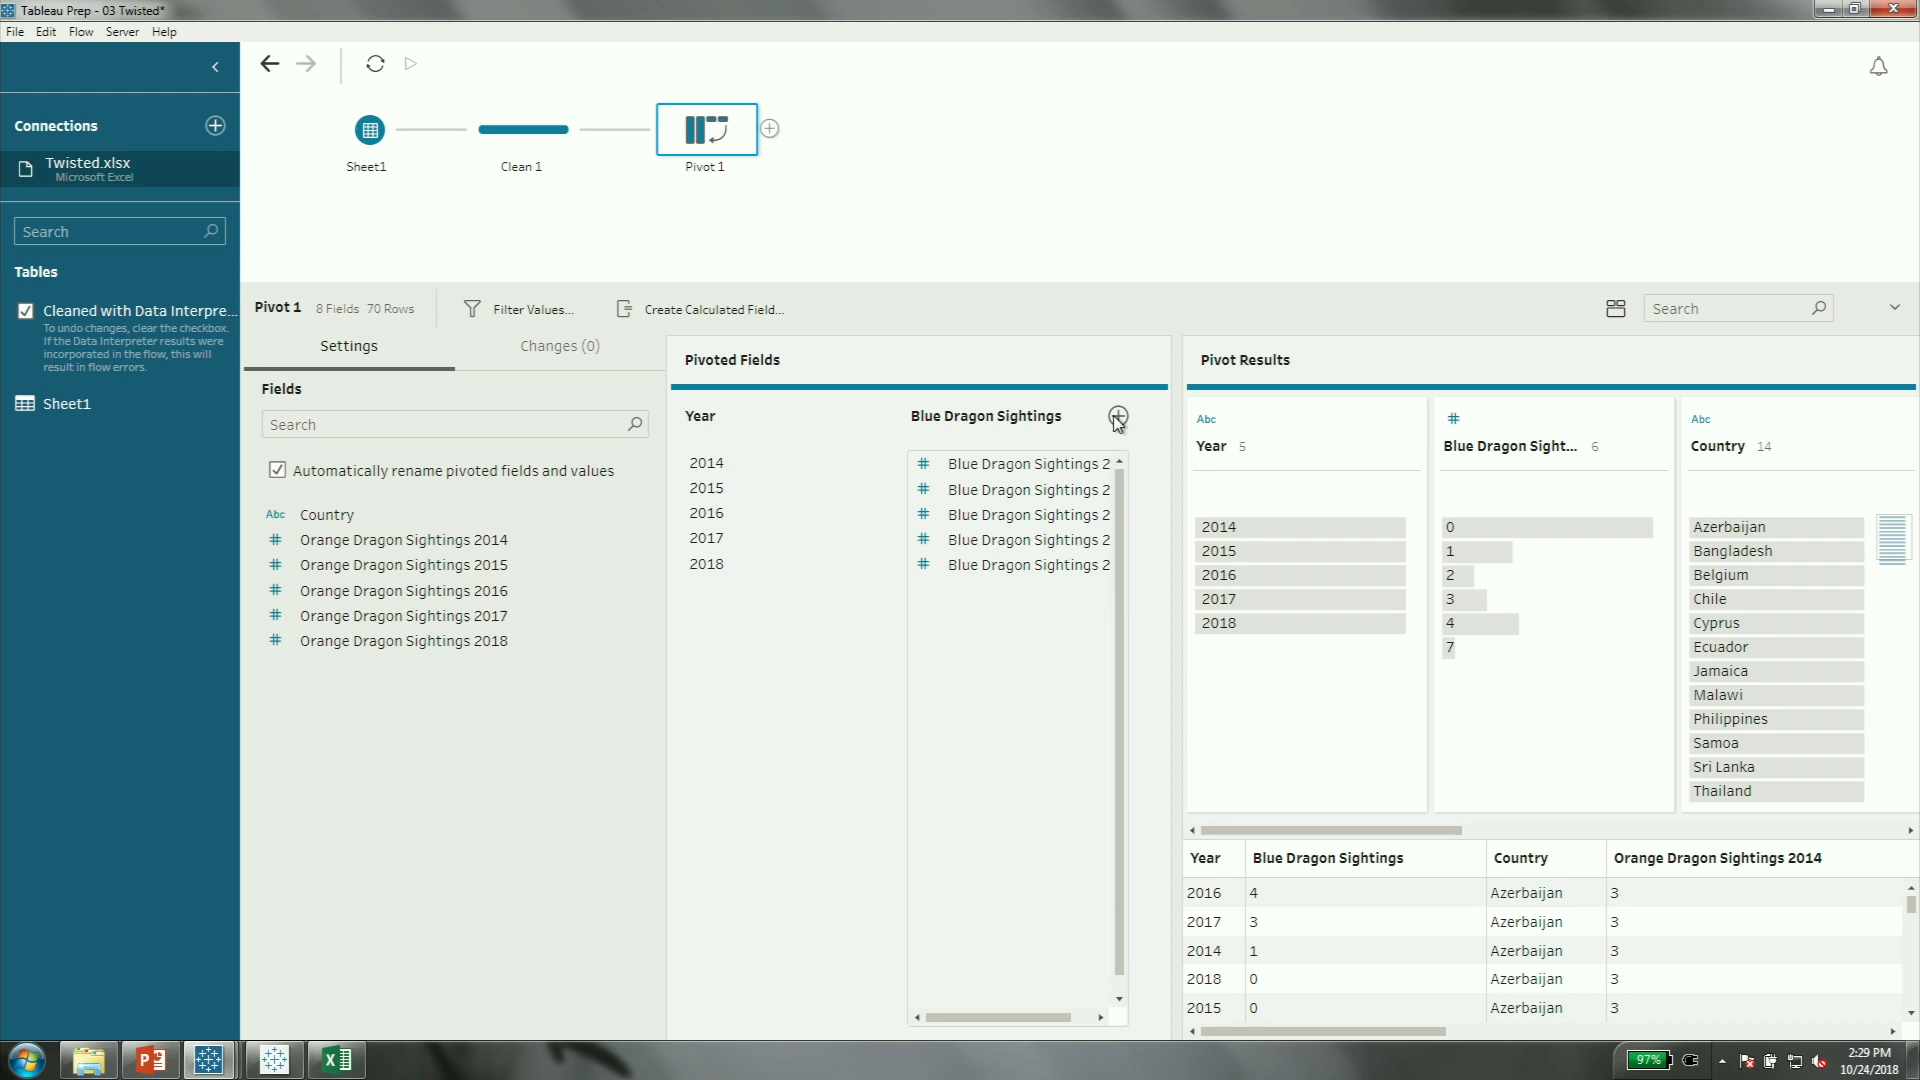 Tableau Prep - 03 Twisted*
File Edit Flow Server Help
Connections
Twisted.xlsx
Microsoft Excel
Search
Tables
Cleaned with Data Interpre...
To undo changes, clear the checkbox.
If the Data Interpreter results were
incorporated in the flow, this will
result in flow errors.
Sheet1
Sheet1
Clean 1
Pivot 1
Pivot 1 8 Fields 70 Rows
Filter Values...
Create Calculated Field...
Search
Settings
Changes (0)
Fields
Search
Automatically rename pivoted fields and values
Abc Country
# Orange Dragon Sightings 2014
# Orange Dragon Sightings 2015
# Orange Dragon Sightings 2016
# Orange Dragon Sightings 2017
# Orange Dragon Sightings 2018
Pivoted Fields
Year Blue Dragon Sightings
2014 # Blue Dragon Sightings 2
2015 # Blue Dragon Sightings 2
2016 # Blue Dragon Sightings 2
2017 # Blue Dragon Sightings 2
2018 # Blue Dragon Sightings 2
Pivot Results
Abc
Year 5
2014
2015
2016
2017
2018
#
Blue Dragon Sight... 6
0
1
2
3
4
7
Abc
Country 14
Azerbaijan
Bangladesh
Belgium
Chile
Cyprus
Ecuador
Jamaica
Malawi
Philippines
Samoa
Sri Lanka
Thailand
Year Blue Dragon Sightings Country Orange Dragon Sightings 2014
2016 4 Azerbaijan 3
2017 3 Azerbaijan 3
2014 1 Azerbaijan 3
2018 0 Azerbaijan 3
2015 0 Azerbaijan 3
97%
2:29 PM
10/24/2018